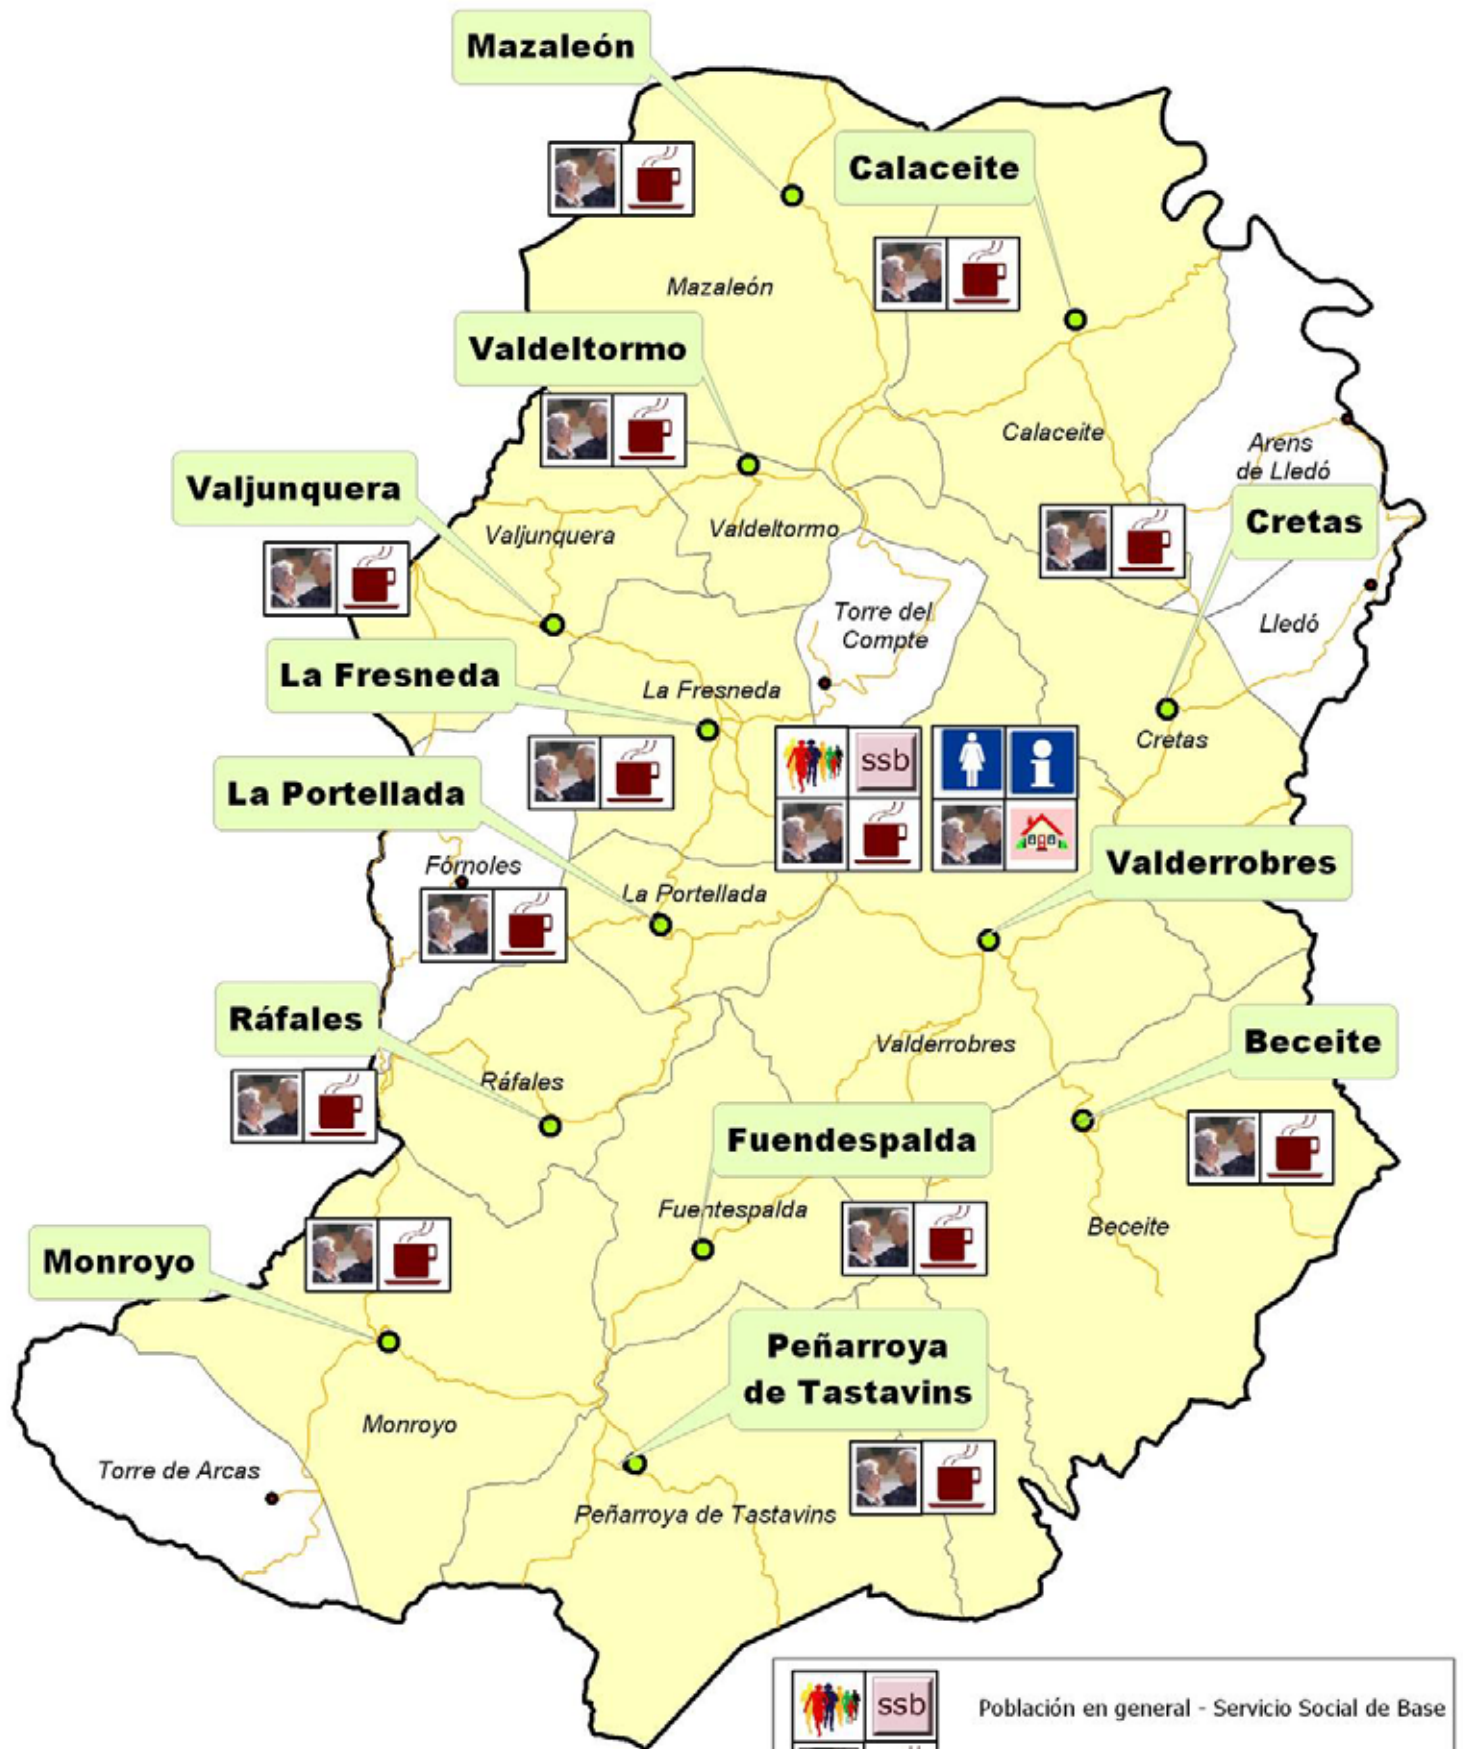 Mazaleón
Calaceite
Mazaleón
Valdeltormo
Calaceite
Arens
de Lledó
Valjunquera
Cretas
Valjunquera
Valdeltormo
Torre del
Compte
Lledó
La Fresneda
La Fresneda
Cretas
ssb
La Portellada
Valderrobres
Fórnoles
La Portellada
Ráfales
Valderrobres
Beceite
Ráfales
Fuendespalda
Fuentespalda
Beceite
Monroyo
Peñarroya
de Tastavins
Monroyo
Torre de Arcas
Peñarroya de Tastavins
ssb
Población en general - Servicio Social de Base